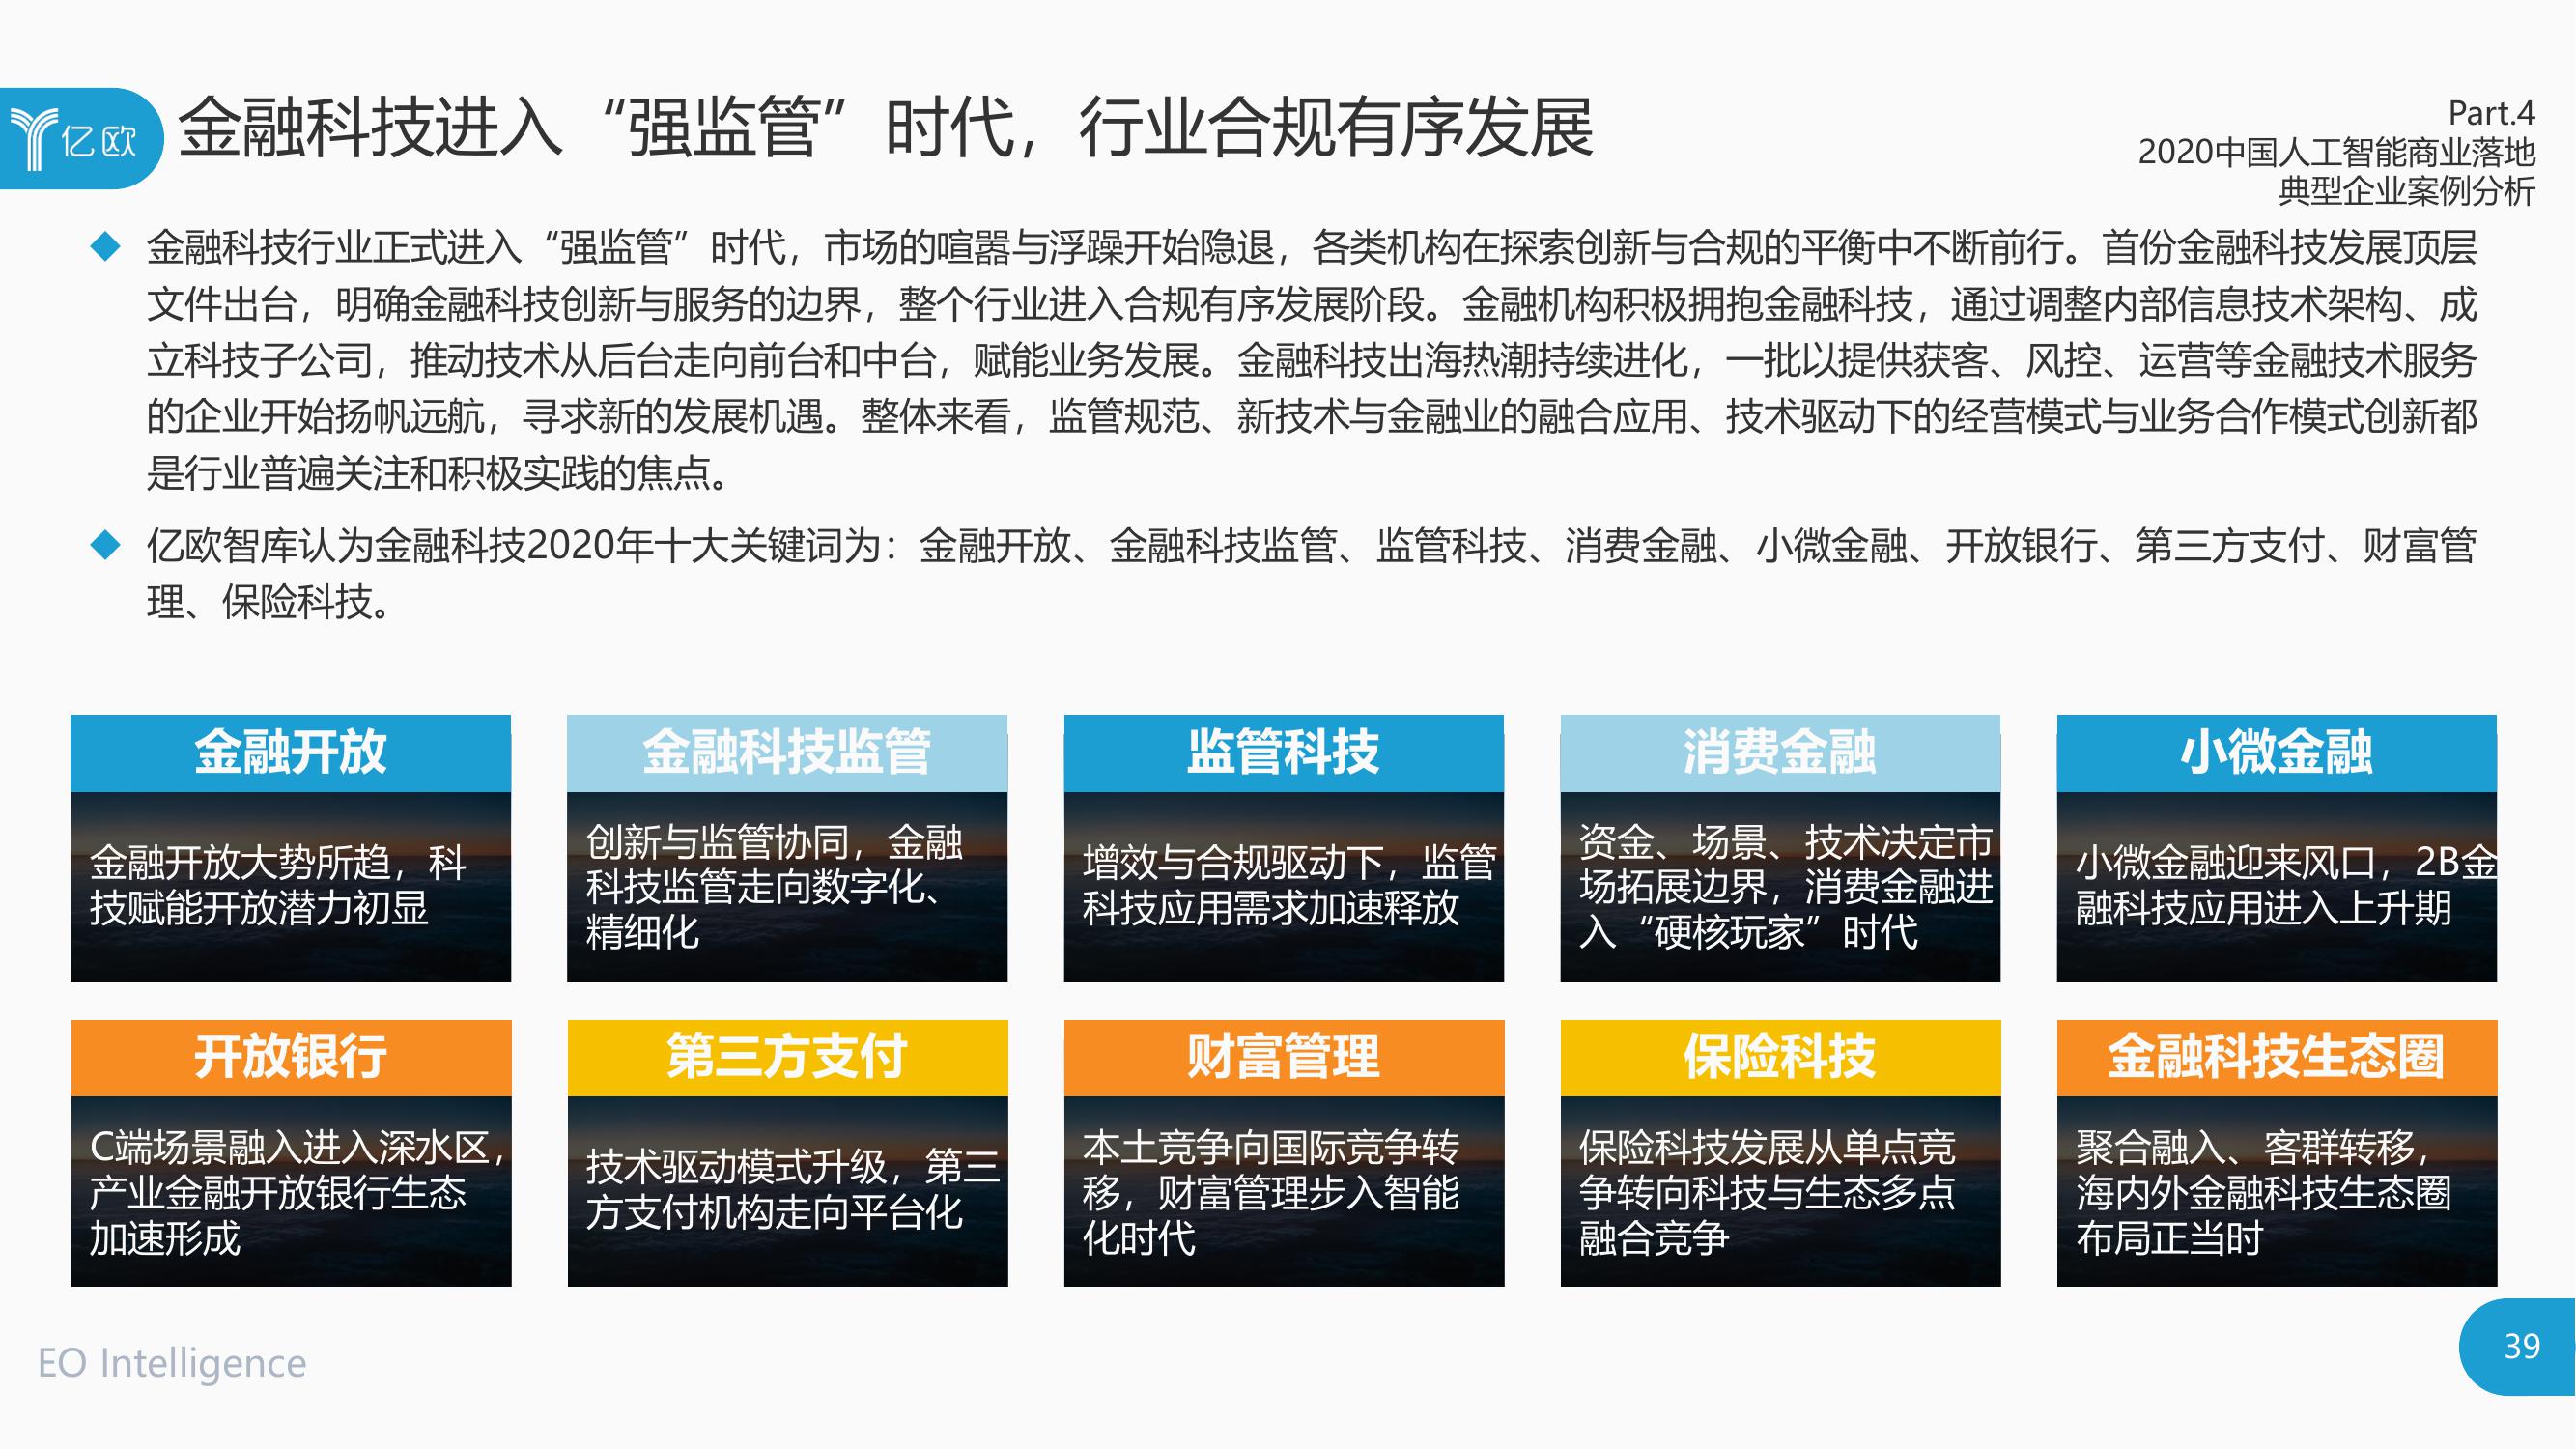 亿欧
金融科技进入“强监管”时代，行业合规有序发展
Part.4
2020中国人工智能商业落地
典型企业案例分析
金融科技行业正式进入“强监管”时代，市场的喧嚣与浮躁开始隐退，各类机构在探索创新与合规的平衡中不断前行。首份金融科技发展顶层
文件出台，明确金融科技创新与服务的边界，整个行业进入合规有序发展阶段。金融机构积极拥抱金融科技，通过调整内部信息技术架构、成
立科技子公司，推动技术从后台走向前台和中台，赋能业务发展。金融科技出海热潮持续进化，一批以提供获客、风控、运营等金融技术服务
的企业开始扬帆远航，寻求新的发展机遇。整体来看，监管规范、新技术与金融业的融合应用、技术驱动下的经营模式与业务合作模式创新都
是行业普遍关注和积极实践的焦点。
亿欧智库认为金融科技2020年十大关键词为：金融开放、金融科技监管、监管科技、消费金融、小微金融、开放银行、第三方支付、财富管
理、保险科技。
金融开放
金融开放大势所趋，科
技赋能开放潜力初显
金融科技监管
创新与监管协同，金融
科技监管走向数字化、
精细化
监管科技
增效与合规驱动下，监管
科技应用需求加速释放
消费金融
资金、场景、技术决定市
场拓展边界，消费金融进
入“硬核玩家”时代
小微金融
小微金融迎来风口，2B金
融科技应用进入上升期
开放银行
C端场景融入进入深水区，
产业金融开放银行生态
加速形成
第三方支付
技术驱动模式升级，第三
方支付机构走向平台化
财富管理
本土竞争向国际竞争转
移，财富管理步入智能
化时代
保险科技
保险科技发展从单点竞
争转向科技与生态多点
融合竞争
金融科技生态圈
聚合融入、客群转移，
海内外金融科技生态圈
布局正当时
EO Intelligence
39